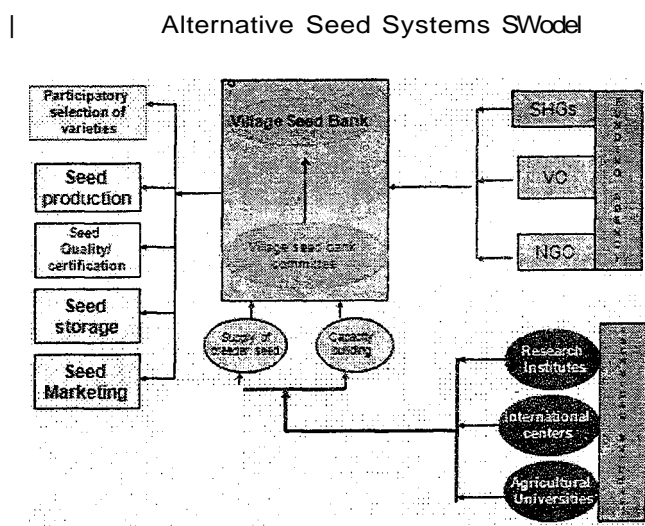 | Alternative Seed Systems SWodel
Participatory
selection of
varieties
Seed
production
Seed
Quality/
certification
Seed
storage
Seed
Marketing
Village Seed Bank
Village seed bank
committee
Supply of
breeder seed
Capacity
building
SHGs
VO
NGO
Research
Institutes
International
centers
Agricultural
Universities